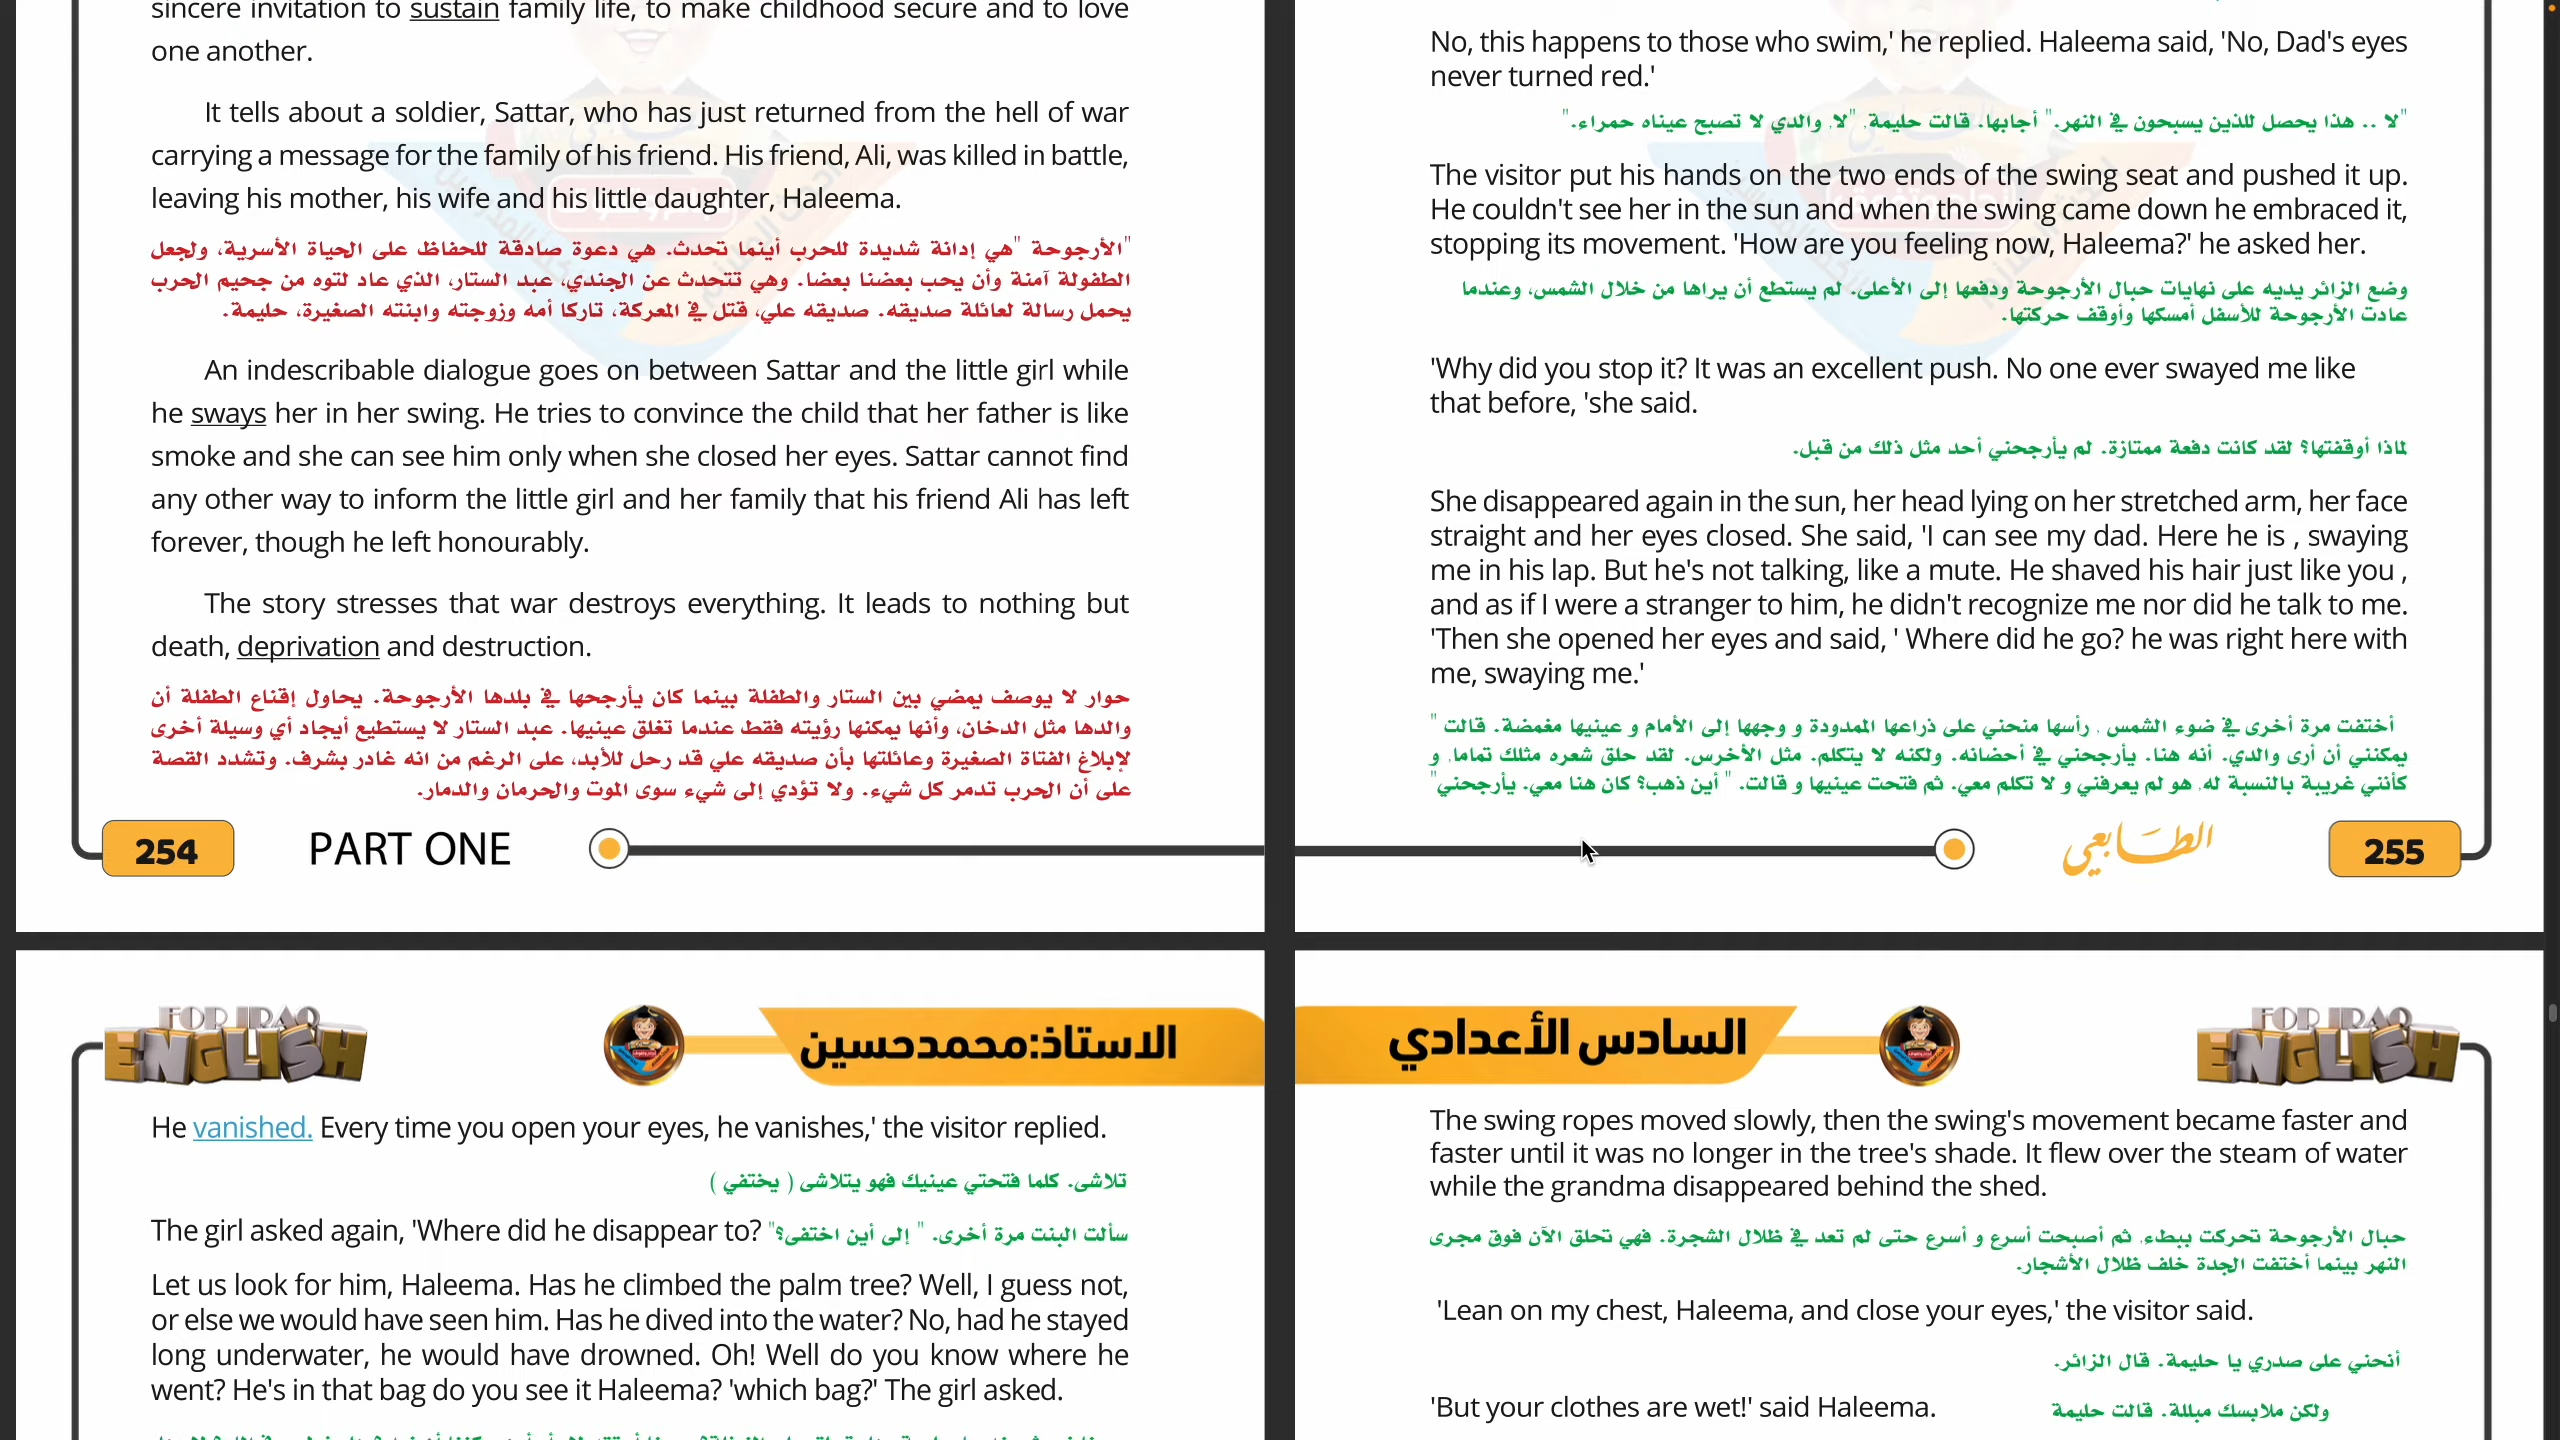 sincere invitation to sustain family life, to make childhood secure and to love
one another.
It tells about a soldier, Sattar, who has just returned from the hell of war
carrying a message for the family of his friend. His friend, Ali, was killed in battle,
leaving his mother, his wife and his little daughter, Haleema.
"الأرجوحة "هي إدانة شديدة للحرب أينما تحدث. هي دعوة صادقة للحفاظ على الحياة الأسرية، ولجعل
الطفولة آمنة وأن يحب بعضنا بعضا. وهي تتحدث عن الجندي، عبد الستار، الذي عاد لتوه من جحيم الحرب
يحمل رسالة لعائلة صديقه. صديقه علي، قتل في المعركة، تاركا أمه وزوجته وابنته الصغيرة، حليمة.
An indescribable dialogue goes on between Sattar and the little girl while
he sways her in her swing. He tries to convince the child that her father is like
smoke and she can see him only when she closed her eyes. Sattar cannot find
any other way to inform the little girl and her family that his friend Ali has left
forever, though he left honourably.
The story stresses that war destroys everything. It leads to nothing but
death, deprivation and destruction.
حوار لا يوصف يمضي بين الستار والطفلة بينما كان يأرجحها في بلدها الأرجوحة. يحاول إقناع الطفلة أن
والدها مثل الدخان، وأنها يمكنها رؤيته فقط عندما تغلق عينيها. عبد الستار لا يستطيع أيجاد أي وسيلة أخرى
لإبلاغ الفتاة الصغيرة وعائلتها بأن صديقه علي قد رحل للأبد، على الرغم من انه غادر بشرف. وتشدد القصة
على أن الحرب تدمر كل شيء. ولا تؤدي إلى شيء سوى الموت والحرمان والدمار.
254 PART ONE
No, this happens to those who swim,' he replied. Haleema said, 'No, Dad's eyes
never turned red.'
"لا .. هذا يحصل للذين يسبحون في النهر." أجابها. قالت حليمة, "لا, والدي لا تصبح عيناه حمراء."
The visitor put his hands on the two ends of the swing seat and pushed it up.
He couldn't see her in the sun and when the swing came down he embraced it,
stopping its movement. 'How are you feeling now, Haleema?' he asked her.
وضع الزائر يديه على نهايات حبال الأرجوحة ودفعها إلى الأعلى. لم يستطع أن يراها من خلال الشمس، وعندما
عادت الأرجوحة للأسفل أمسكها وأوقف حركتها.
'Why did you stop it? It was an excellent push. No one ever swayed me like
that before, 'she said.
لماذا أوقفتها؟ لقد كانت دفعة ممتازة. لم يأرجحني أحد مثل ذلك من قبل.
She disappeared again in the sun, her head lying on her stretched arm, her face
straight and her eyes closed. She said, 'I can see my dad. Here he is , swaying
me in his lap. But he's not talking, like a mute. He shaved his hair just like you ,
and as if I were a stranger to him, he didn't recognize me nor did he talk to me.
'Then she opened her eyes and said, ' Where did he go? he was right here with
me, swaying me.'
أختفت مرة أخرى في ضوء الشمس , رأسها منحني على ذراعها الممدودة و وجهها إلى الأمام و عينيها مغمضة. قالت "
يمكنني أن أرى والدي. أنه هنا. يأرجحني في أحضانه. ولكنه لا يتكلم. مثل الأخرس. لقد حلق شعره مثلك تماما, و
كأنني غريبة بالنسبة له, هو لم يعرفني و لا تكلم معي. ثم فتحت عينيها و قالت. " أين ذهب؟ كان هنا معي. يأرجحني"
الطابعي 255
FOR IRAQ
ENGLISH
الاستاذ:محمدحسين
He vanished. Every time you open your eyes, he vanishes,' the visitor replied.
تلاشى. كلما فتحتي عينيك فهو يتلاشى ( يختفي )
The girl asked again, 'Where did he disappear to? سألت البنت مرة أخرى. " إلى أين اختفى؟"
Let us look for him, Haleema. Has he climbed the palm tree? Well, I guess not,
or else we would have seen him. Has he dived into the water? No, had he stayed
long underwater, he would have drowned. Oh! Well do you know where he
went? He's in that bag do you see it Haleema? 'which bag?' The girl asked.
السادس الأعدادي
FOR IRAQ
ENGLISH
The swing ropes moved slowly, then the swing's movement became faster and
faster until it was no longer in the tree's shade. It flew over the steam of water
while the grandma disappeared behind the shed.
حبال الأرجوحة تحركت ببطء, ثم أصبحت أسرع و أسرع حتى لم تعد في ظلال الشجرة. فهي تحلق الآن فوق مجرى
النهر بينما أختفت الجدة خلف ظلال الأشجار.
'Lean on my chest, Haleema, and close your eyes,' the visitor said.
أنحني على صدري يا حليمة. قال الزائر.
'But your clothes are wet!' said Haleema. ولكن ملابسك مبللة. قالت حليمة